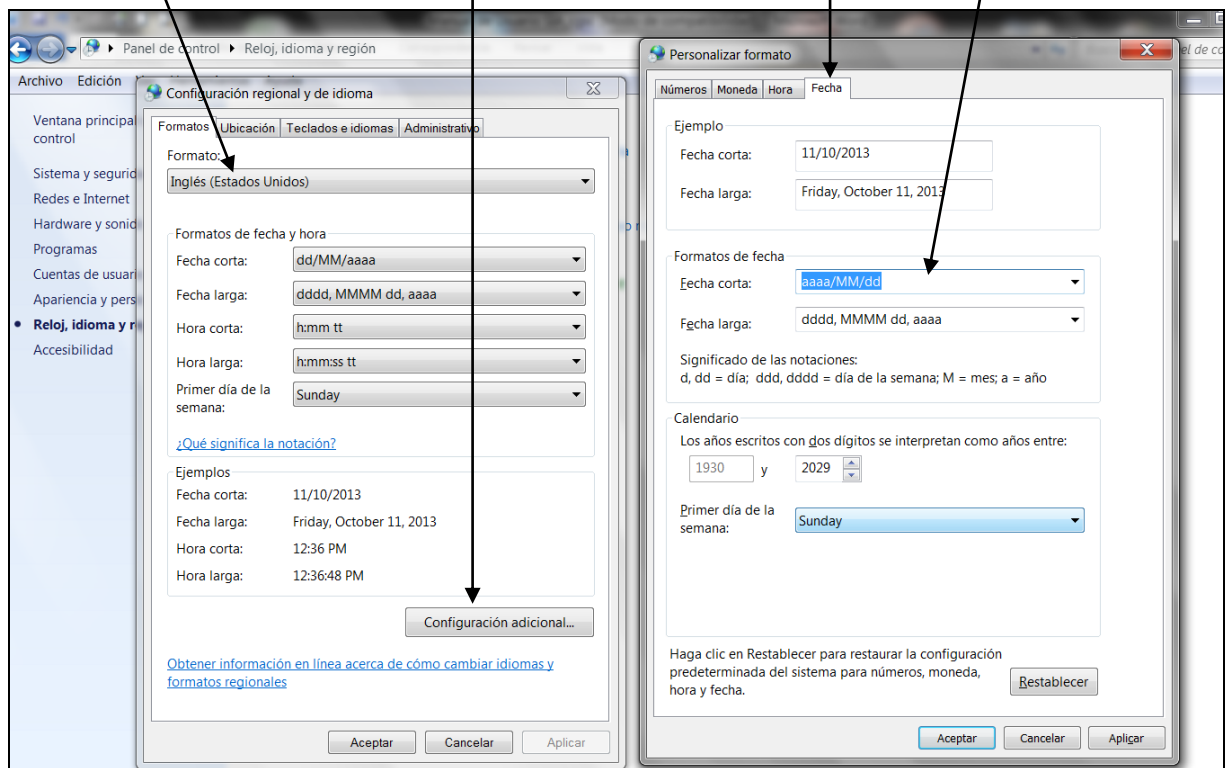 Panel de control ▸ Reloj, idioma y región
Archivo Edición
Ventana principal
control
Sistema y segurid
Redes e Internet
Hardware y sonid
Programas
Cuentas de usuari
Apariencia y pers
Reloj, idioma y r
Accesibilidad
Configuración regional y de idioma
Formatos Ubicación Teclados e idiomas Administrativo
Formato:
Inglés (Estados Unidos)
Formatos de fecha y hora
Fecha corta: dd/MM/aaaa
Fecha larga: dddd, MMMM dd, aaaa
Hora corta: h:mm tt
Hora larga: h:mm:ss tt
Primer día de la
semana: Sunday
¿Qué significa la notación?
Ejemplos
Fecha corta: 11/10/2013
Fecha larga: Friday, October 11, 2013
Hora corta: 12:36 PM
Hora larga: 12:36:48 PM
Configuración adicional...
Obtener información en línea acerca de cómo cambiar idiomas y
formatos regionales
Aceptar Cancelar Aplicar
Personalizar formato
el de co
Números Moneda Hora Fecha
Ejemplo
Fecha corta: 11/10/2013
Fecha larga: Friday, October 11, 2013
Formatos de fecha
Fecha corta: aaaa/MM/dd
Fecha larga: dddd, MMMM dd, aaaa
Significado de las notaciones:
d, dd = día; ddd, dddd = día de la semana; M = mes; a = año
Calendario
Los años escritos con dos dígitos se interpretan como años entre:
1930 y 2029
Primer día de la
semana: Sunday
Haga clic en Restablecer para restaurar la configuración
predeterminada del sistema para números, moneda,
hora y fecha.
Restablecer
Aceptar Cancelar Aplicar